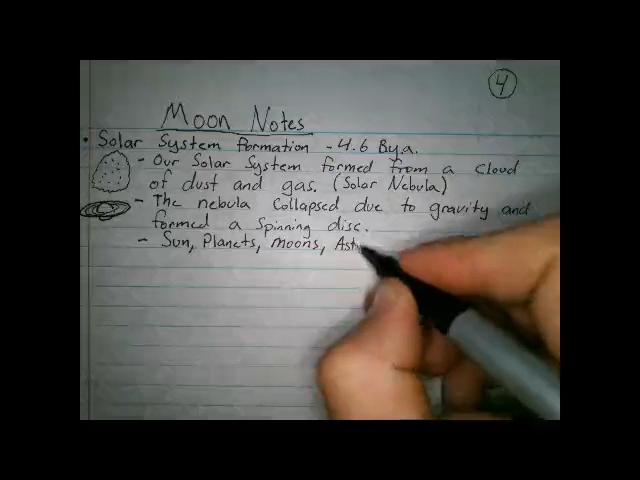 4
Moon Notes
• Solar System Formation - 4.6 B.y.a.
- Our Solar System formed from a cloud
of dust and gas. (Solar Nebula)
- The nebula collapsed due to gravity and
formed a spinning disc.
- Sun, Planets, moons, Ast